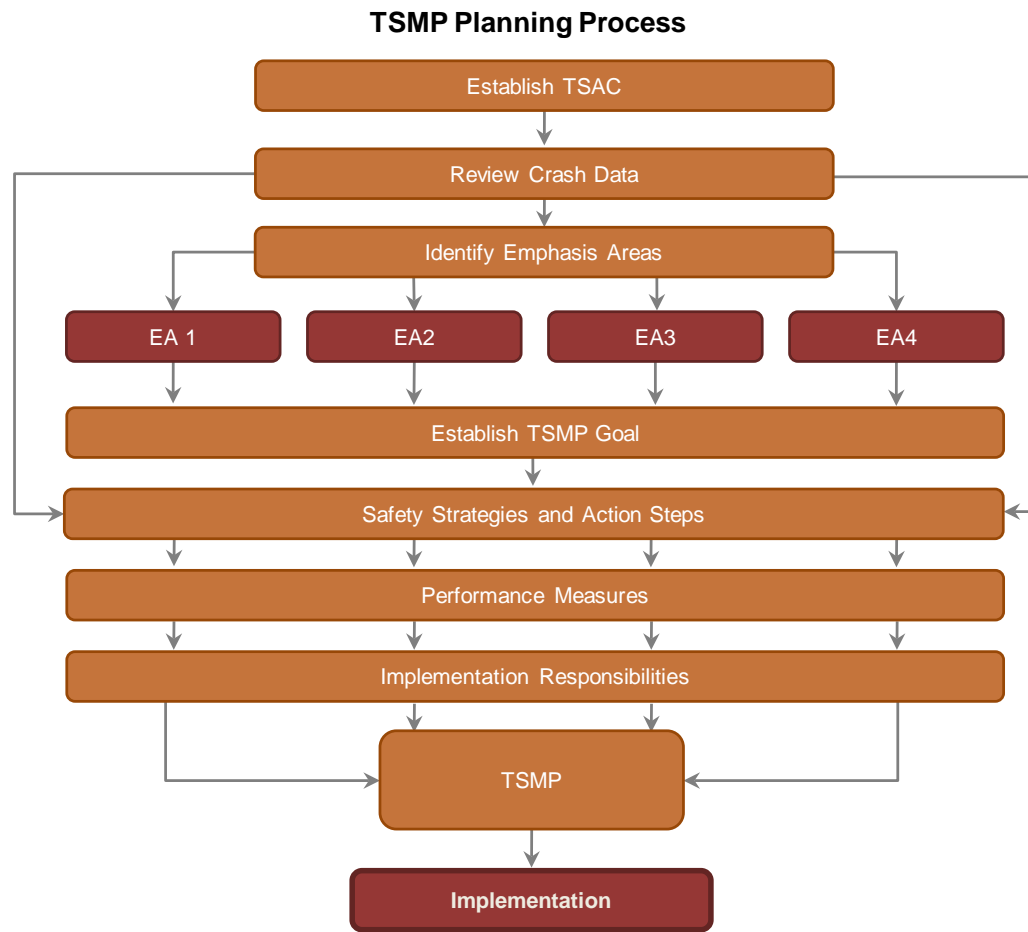 TSMP Planning Process
Establish TSAC
Review Crash Data
Identify Emphasis Areas
EA 1
EA2
EA3
EA4
Establish TSMP Goal
Safety Strategies and Action Steps
Performance Measures
Implementation Responsibilities
TSMP
Implementation